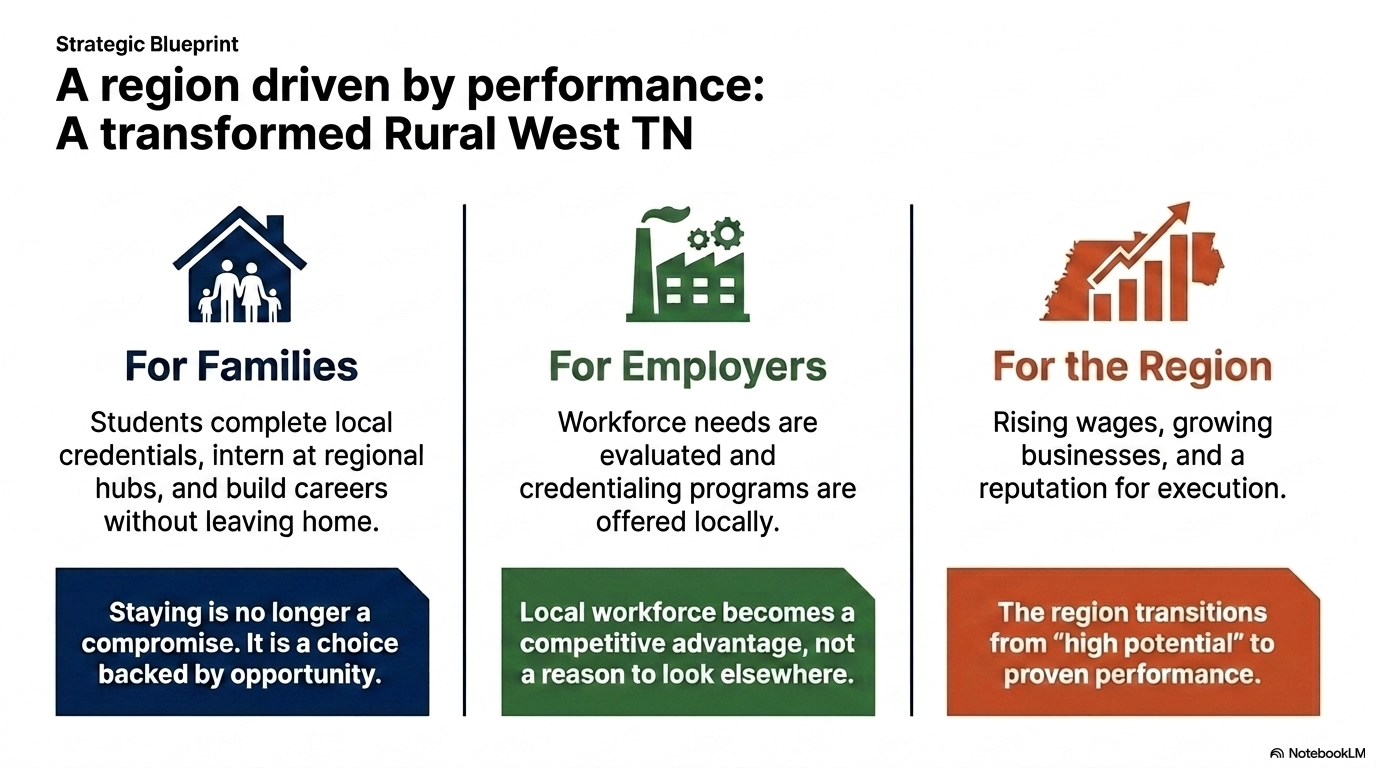 Strategic Blueprint
A region driven by performance:
A transformed Rural West TN
For Families
Students complete local
credentials, intern at regional
hubs, and build careers
without leaving home.
Staying is no longer a
compromise. It is a choice
backed by opportunity.
For Employers
Workforce needs are
evaluated and
credentialing programs are
offered locally.
Local workforce becomes a
competitive advantage, not
a reason to look elsewhere.
For the Region
Rising wages, growing
businesses, and a
reputation for execution.
The region transitions
from “high potential” to
proven performance.
NotebookLM